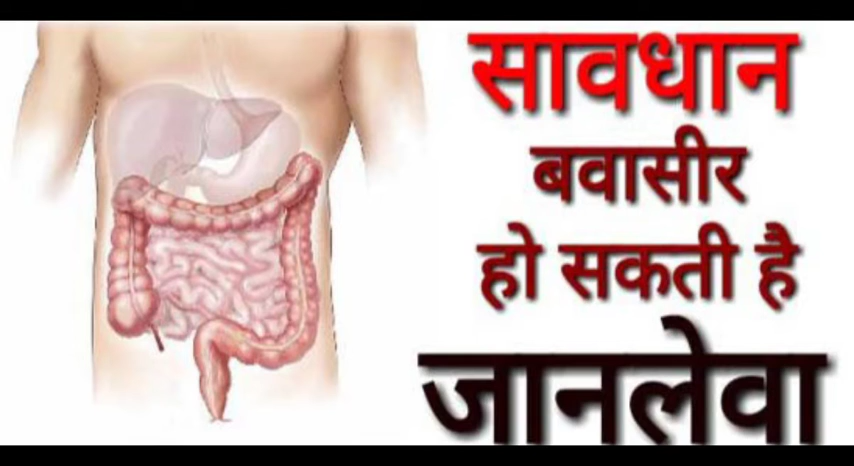 सावधान
बवासीर
हो सकती है
जानलेवा